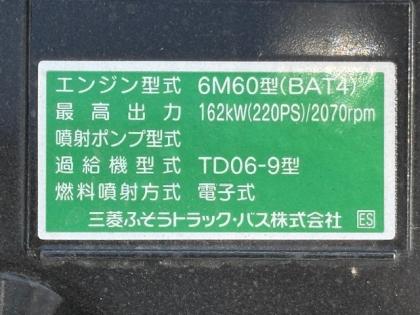 エンジン型式 6M60型(BAT4)
最高出力 162kW(220PS)/2070rpm
噴射ポンプ型式
過給機型式 TD06-9型
燃料噴射方式 電子式
三菱ふそうトラック・バス株式会社 ES